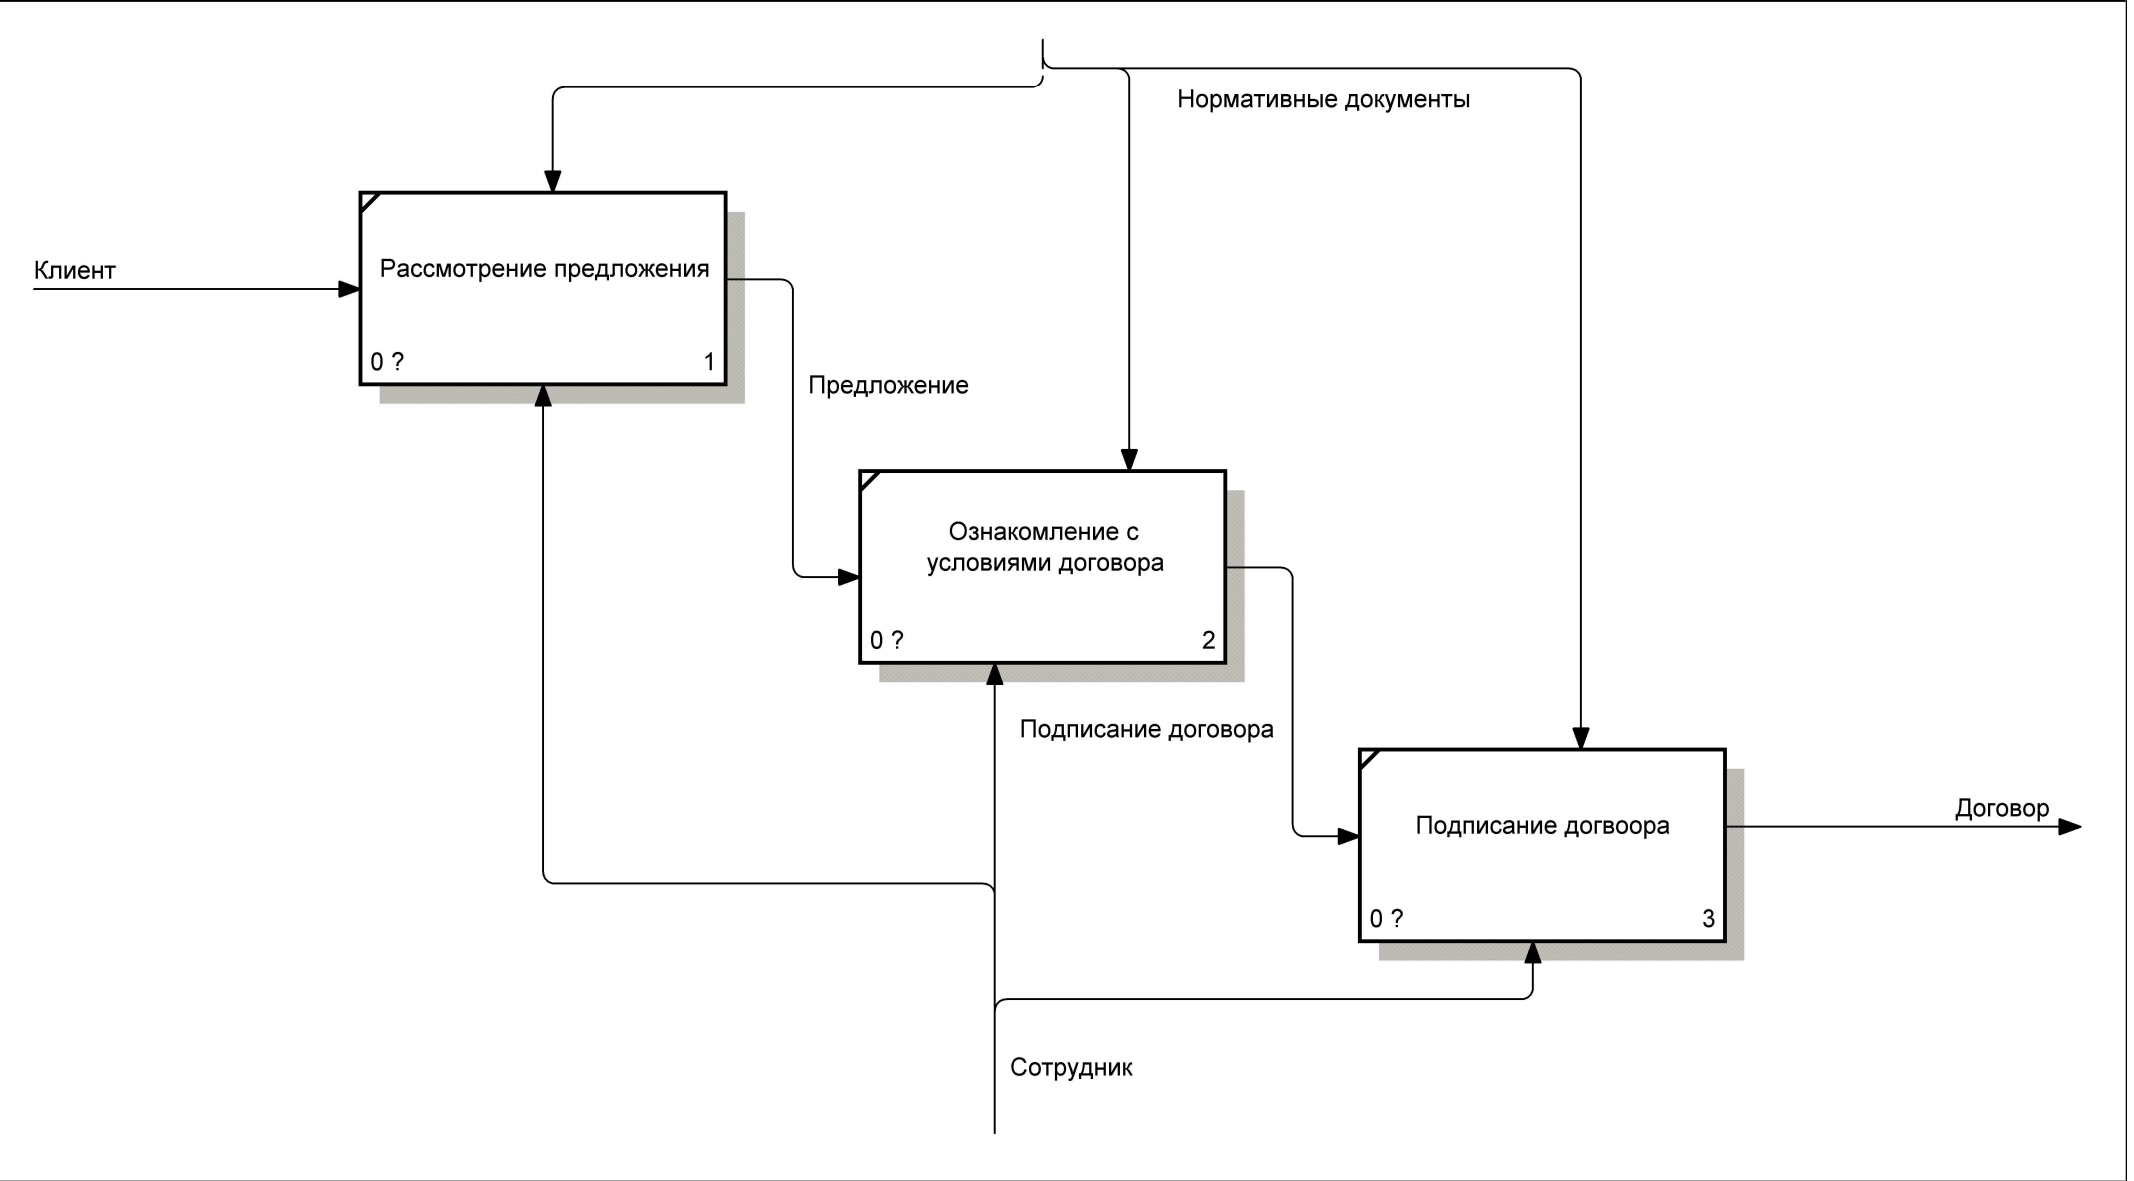 Нормативные документы
Клиент
Рассмотрение предложения
0 ?
1
Предложение
Ознакомление с
условиями договора
0 ?
2
Подписание договора
Подписание догвоора
0 ?
3
Договор
Сотрудник